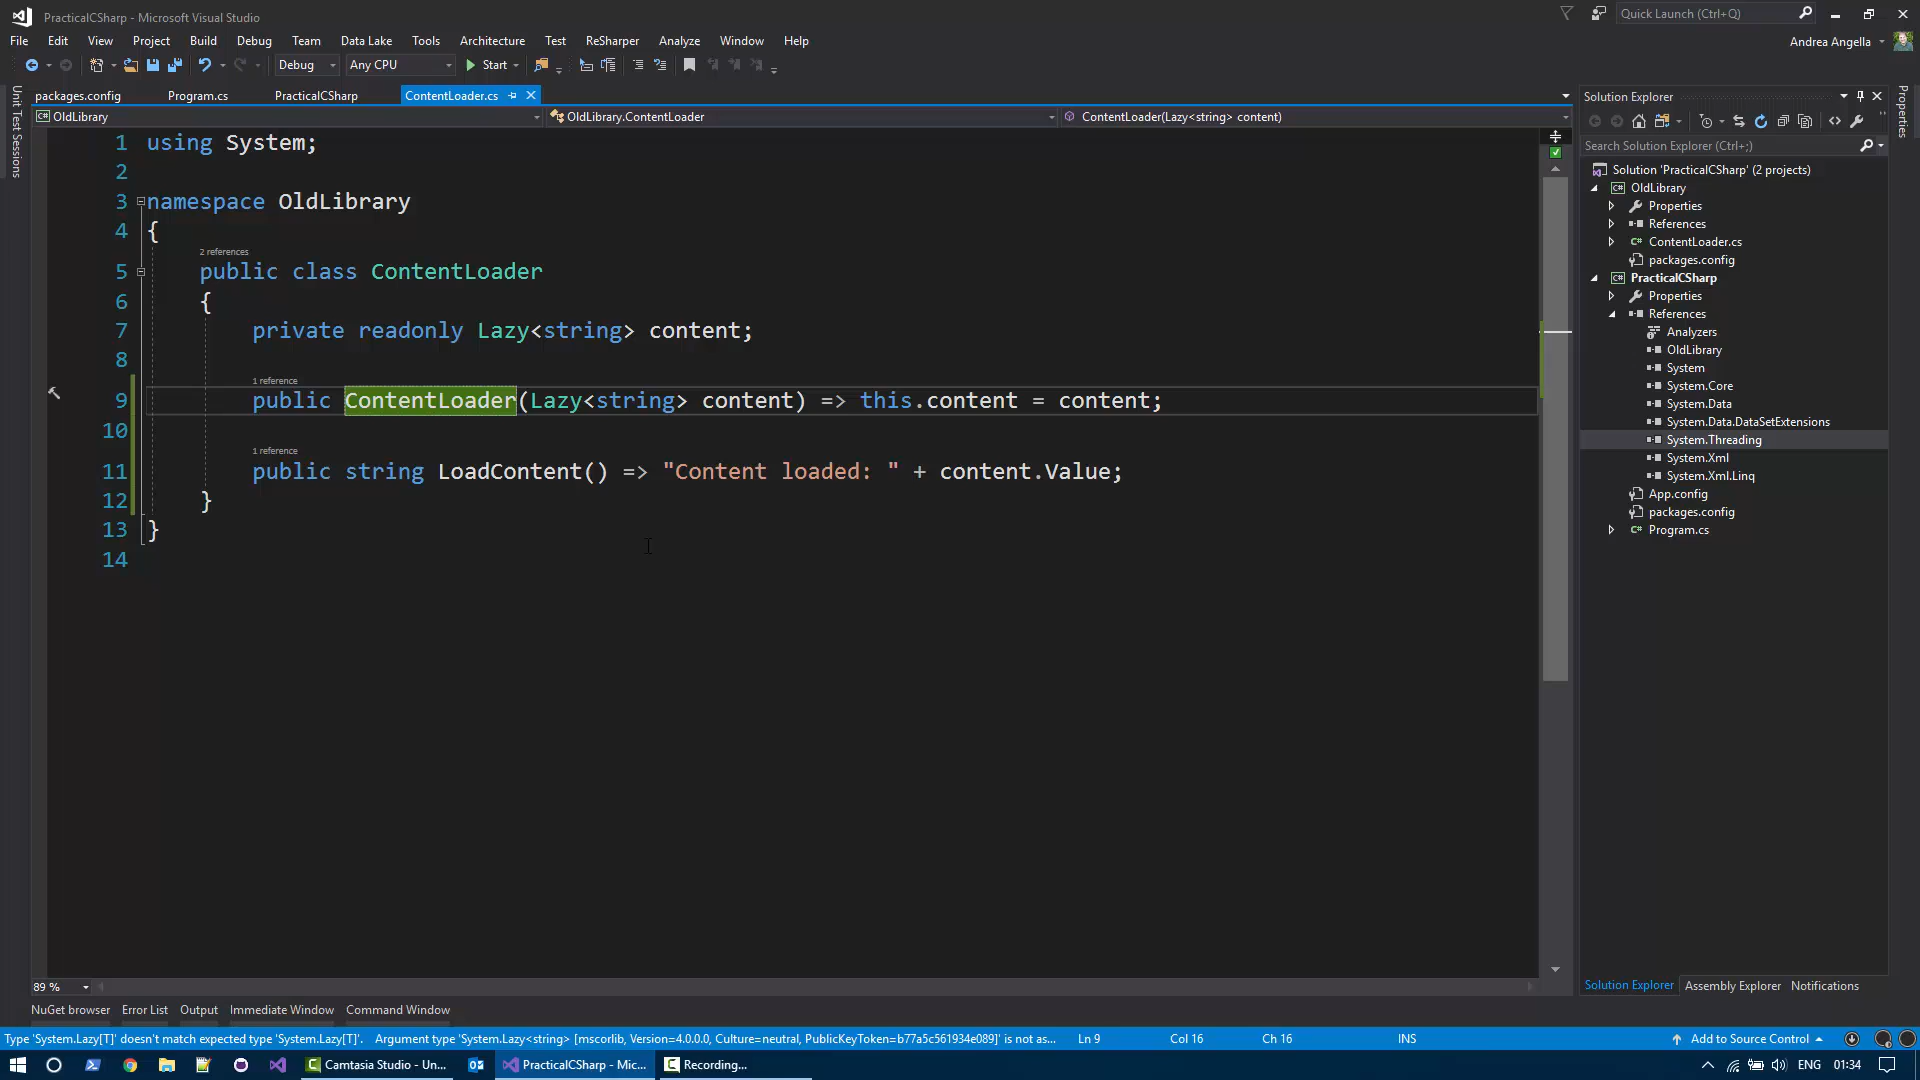 PracticalCSharp - Microsoft Visual Studio
Quick Launch (Ctrl+Q)
File Edit View Project Build Debug Team Data Lake Tools Architecture Test ReSharper Analyze Window Help
Andrea Angella
Debug Any CPU Start
Unit Test Sessions
packages.config Program.cs PracticalCSharp ContentLoader.cs
OldLibrary OldLibrary.ContentLoader ContentLoader(Lazy<string> content)
1 using System;
2
3 namespace OldLibrary
4 {
2 references
5 public class ContentLoader
6 {
7 private readonly Lazy<string> content;
8
1 reference
9 public ContentLoader(Lazy<string> content) => this.content = content;
10
1 reference
11 public string LoadContent() => "Content loaded: " + content.Value;
12 }
13 }
14
89 %
Solution Explorer
Search Solution Explorer (Ctrl+;)
Solution 'PracticalCSharp' (2 projects)
C# OldLibrary
Properties
References
C# ContentLoader.cs
packages.config
C# PracticalCSharp
Properties
References
Analyzers
OldLibrary
System
System.Core
System.Data
System.Data.DataSetExtensions
System.Threading
System.Xml
System.Xml.Linq
App.config
packages.config
C# Program.cs
Solution Explorer Assembly Explorer Notifications
Properties
NuGet browser Error List Output Immediate Window Command Window
Type 'System.Lazy[T]' doesn't match expected type 'System.Lazy[T]'. Argument type 'System.Lazy<string> [mscorlib, Version=4.0.0.0, Culture=neutral, PublicKeyToken=b77a5c561934e089]' is not as... Ln 9 Col 16 Ch 16 INS Add to Source Control
Camtasia Studio - Un... PracticalCSharp - Mic... Recording... ENG 01:34